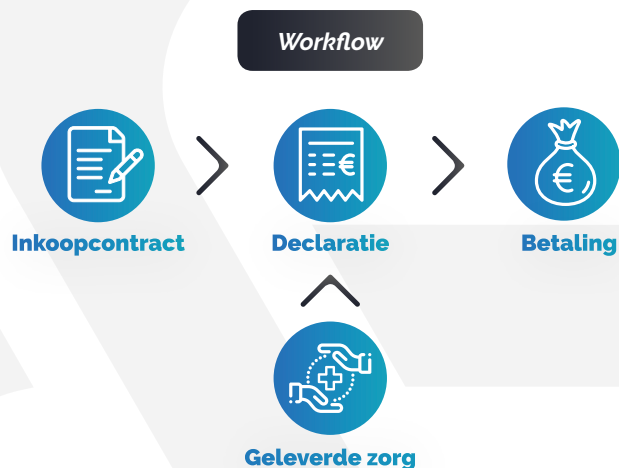 Workflow
Inkoopcontract
Declaratie
Betaling
Geleverde zorg